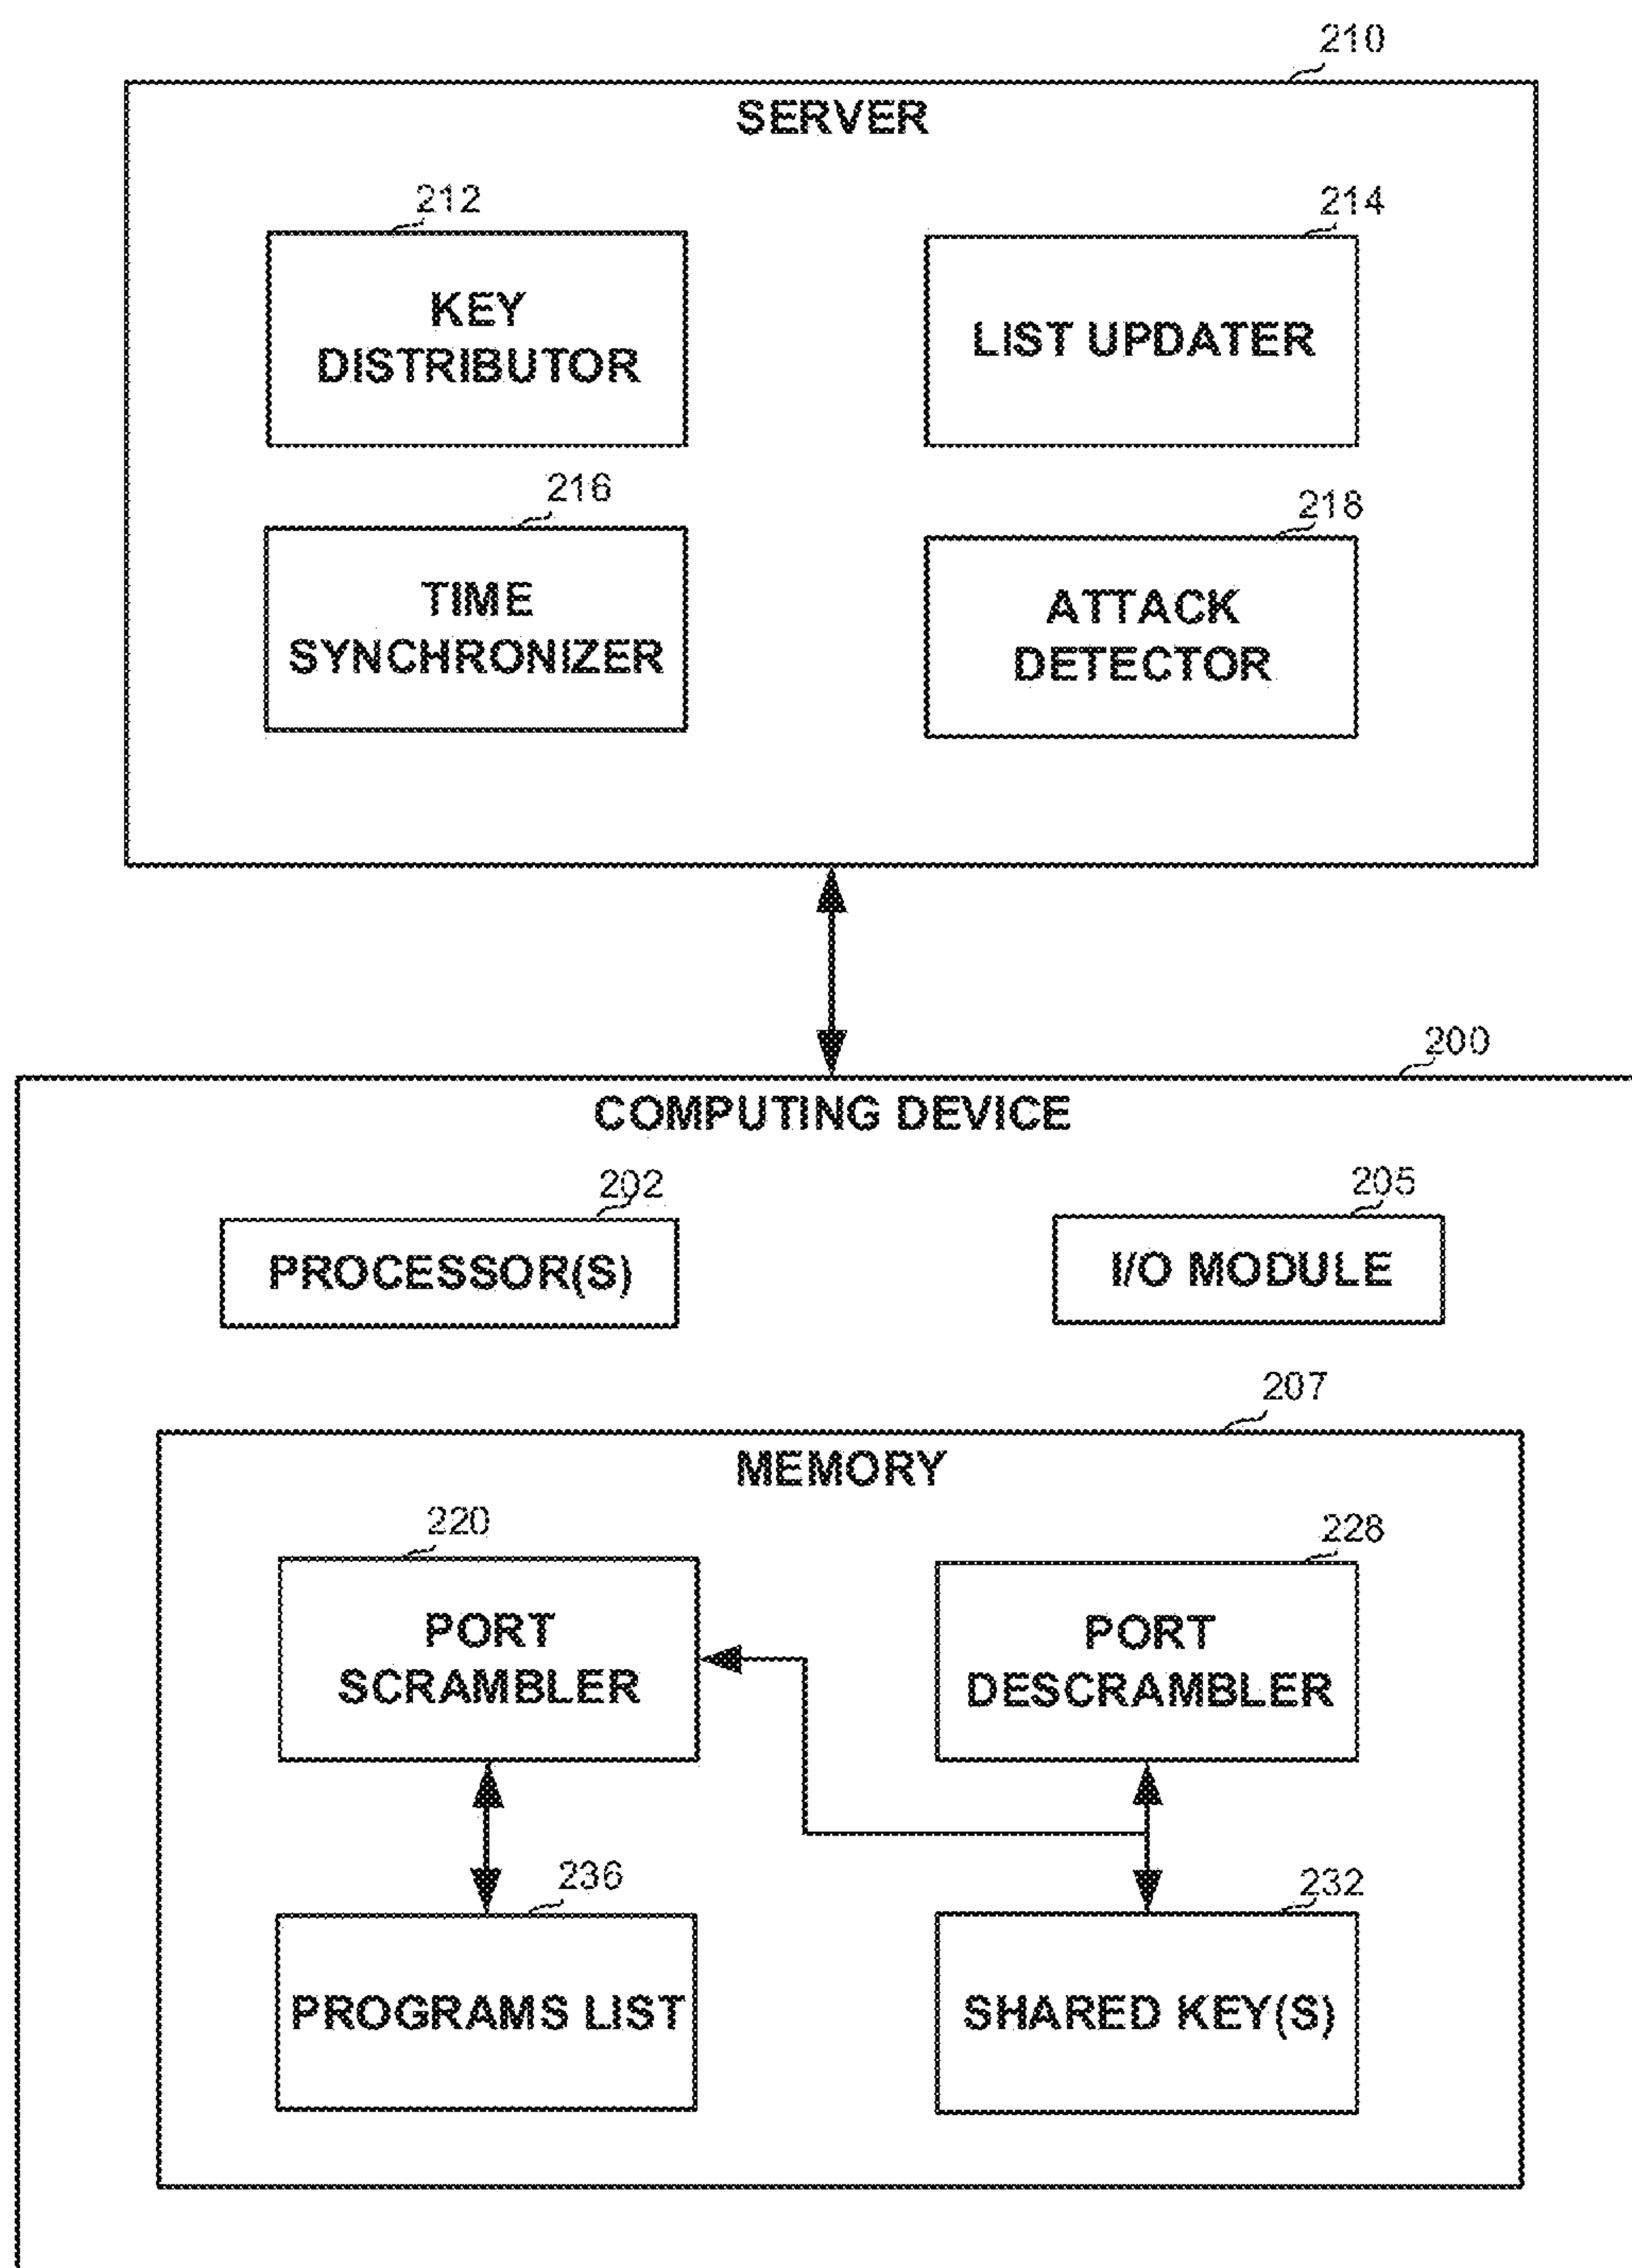 210
SERVER
212
214
KEY
DISTRIBUTOR
LIST UPDATER
216
218
TIME
SYNCHRONIZER
ATTACK
DETECTOR
200
COMPUTING DEVICE
202
205
PROCESSOR(S)
I/O MODULE
207
MEMORY
220
228
PORT
SCRAMBLER
PORT
DESCRAMBLER
236
232
PROGRAMS LIST
SHARED KEY(S)